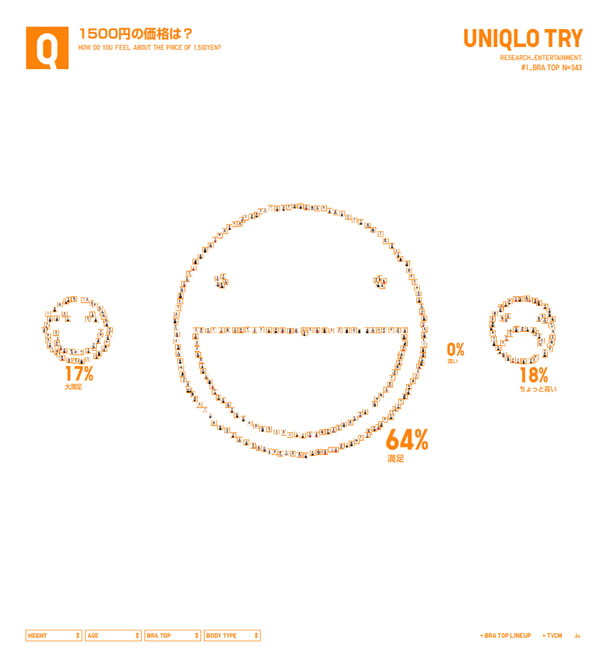 Q
1500円の価格は？
HOW DO YOU FEEL ABOUT THE PRICE OF 1,500YEN?
UNIQLO TRY
RESEARCH_ENTERTAINMENT.
#1_BRA TOP N=343
17%
大満足
64%
満足
0%
高い
18%
ちょっと高い
HEIGHT
AGE
BRA TOP
BODY TYPE
+ BRA TOP LINEUP
+ TVCM